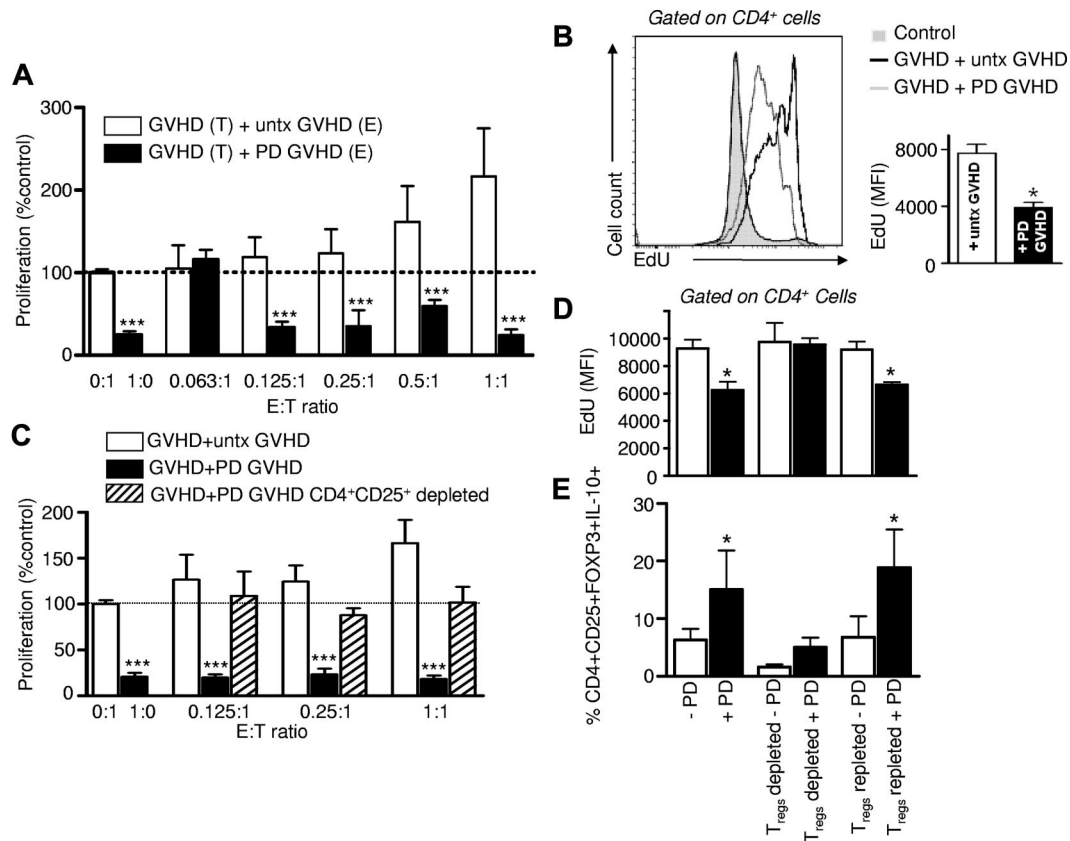 A
300
200
100
0
Proliferation (%control)
GVHD (T) + untx GVHD (E)
GVHD (T) + PD GVHD (E)
*** *** *** *** ***
0:1 1:0 0.063:1 0.125:1 0.25:1 0.5:1 1:1
E:T ratio
B
Gated on CD4+ cells
Cell count
EdU
Control
GVHD + untx GVHD
GVHD + PD GVHD
EdU (MFI)
8000
4000
0
+ untx GVHD
+ PD
GVHD
*
C
GVHD+untx GVHD
GVHD+PD GVHD
GVHD+PD GVHD CD4+CD25+ depleted
Proliferation (%control)
200
150
100
50
0
*** *** *** ***
0:1 1:0 0.125:1 0.25:1 1:1
E:T ratio
D
Gated on CD4+ Cells
EdU (MFI)
10000
8000
6000
4000
2000
0
* *
E
% CD4+CD25+FOXP3+IL-10+
30
20
10
0
* *
- PD
+ PD
Tregs depleted - PD
Tregs depleted + PD
Tregs repleted - PD
Tregs repleted + PD